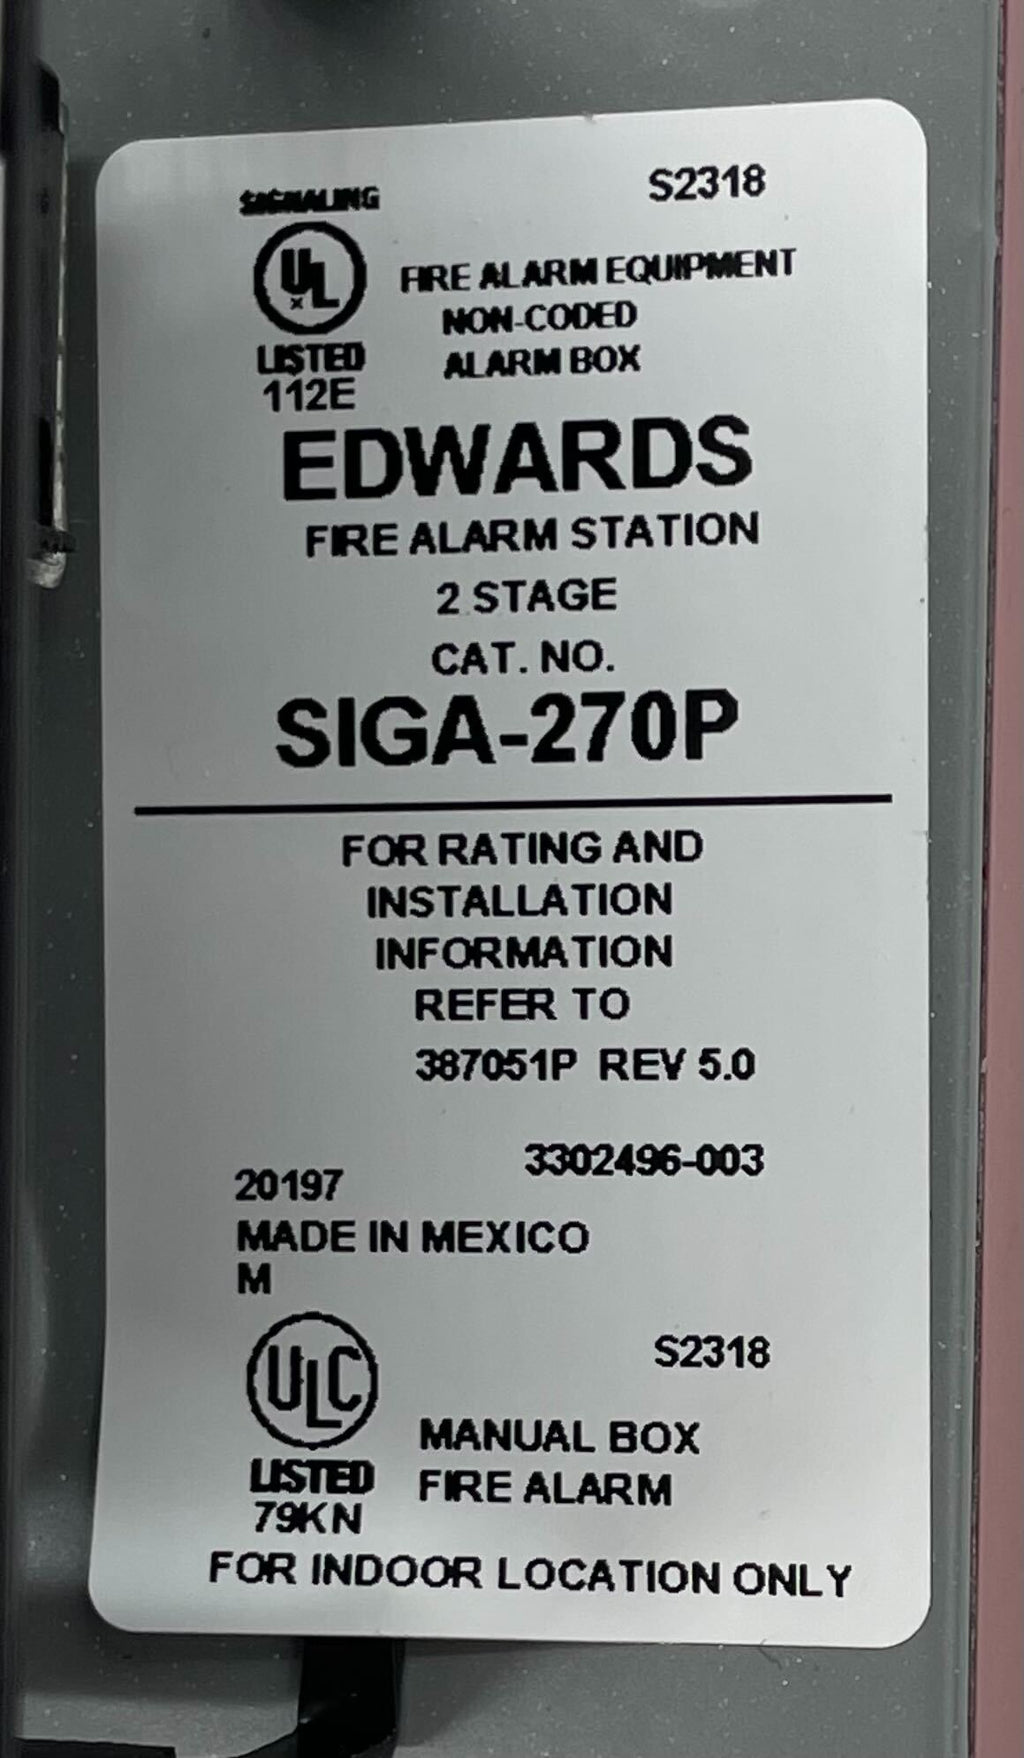 SIGNALING
S2318
UL
FIRE ALARM EQUIPMENT
NON-CODED
LISTED
ALARM BOX
112E
EDWARDS
FIRE ALARM STATION
2 STAGE
CAT. NO.
SIGA-270P
FOR RATING AND
INSTALLATION
INFORMATION
REFER TO
387051P REV 5.0
3302496-003
20197
MADE IN MEXICO
M
S2318
ULC
MANUAL BOX
LISTED
FIRE ALARM
79KN
FOR INDOOR LOCATION ONLY